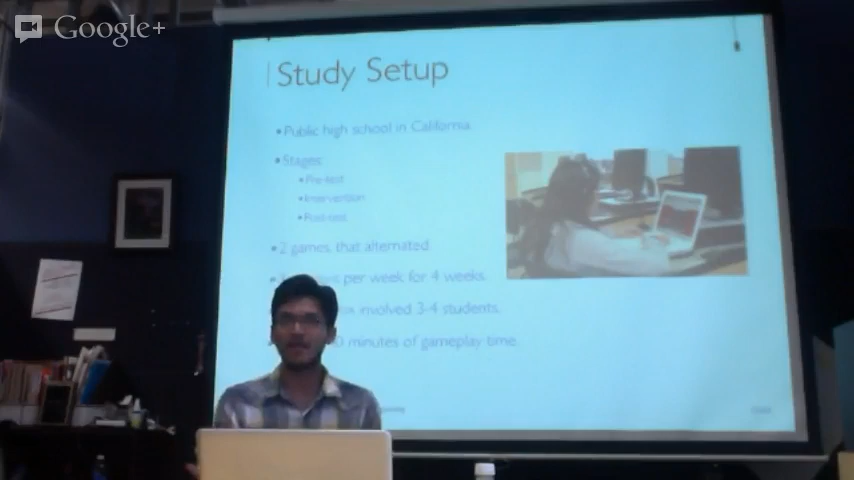 Google+
Study Setup
•Public high school in California
•Stages:
•Pre-test
•Intervention
•Post-test
•2 games, that alternated.
per week for 4 weeks.
involved 3-4 students.
minutes of gameplay time.